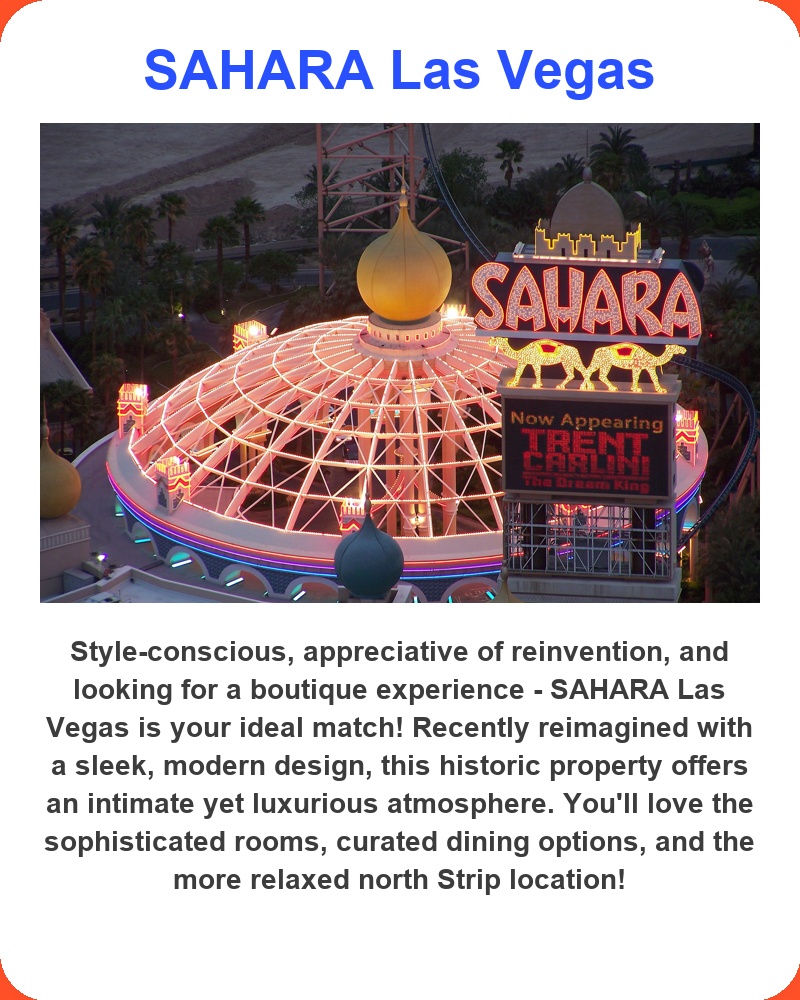 SAHARA Las Vegas
SAHARA
Now Appearing
TRENT
CARLINI
The Dream King
Style-conscious, appreciative of reinvention, and
looking for a boutique experience - SAHARA Las
Vegas is your ideal match! Recently reimagined with
a sleek, modern design, this historic property offers
an intimate yet luxurious atmosphere. You'll love the
sophisticated rooms, curated dining options, and the
more relaxed north Strip location!